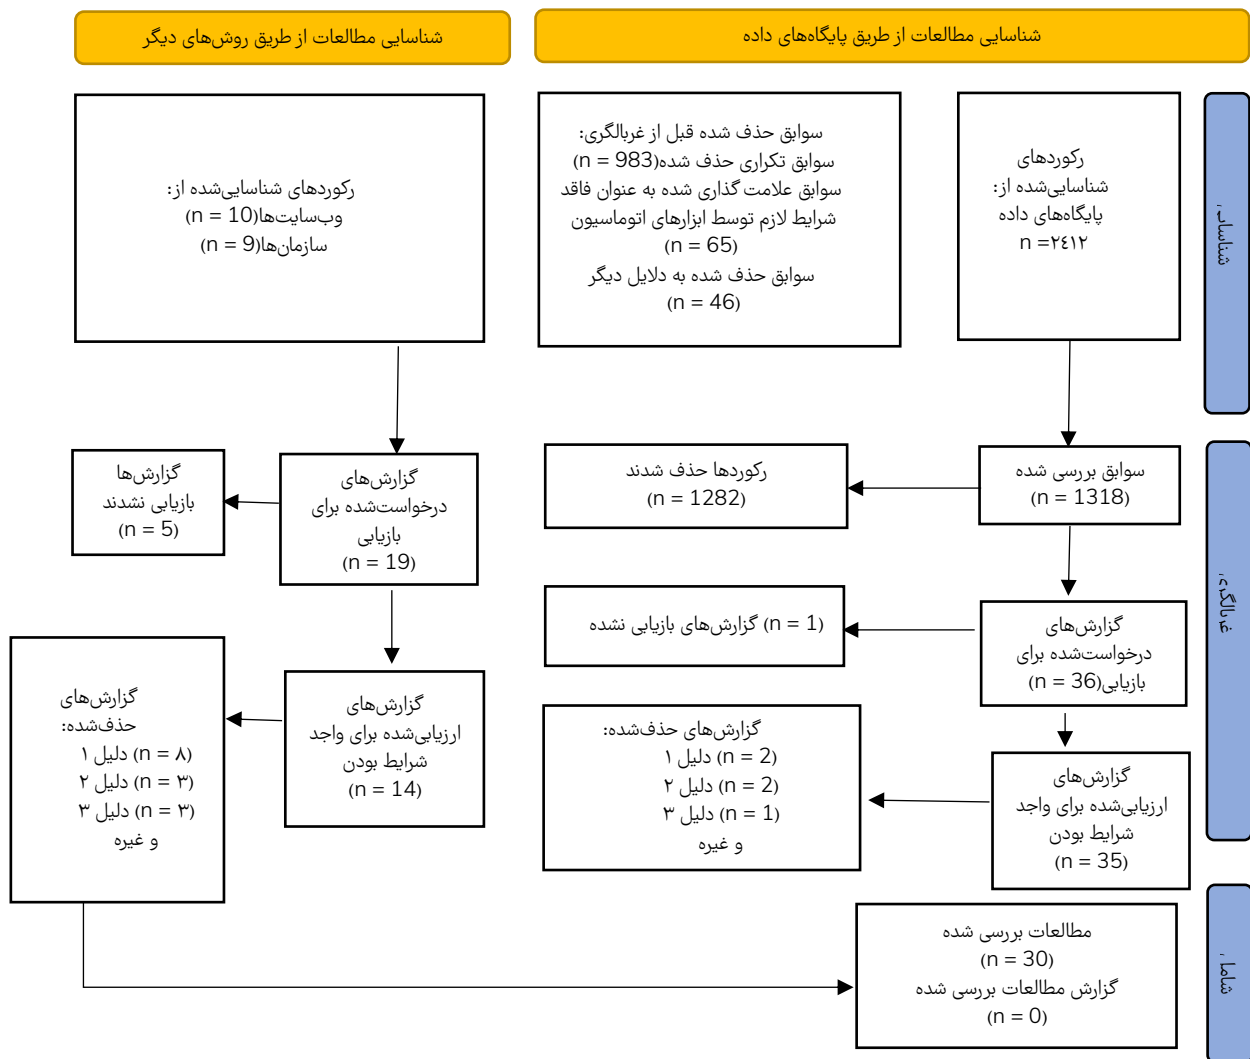 شناسایی مطالعات از طریق پایگاه‌های داده
شناسایی مطالعات از طریق روش‌های دیگر
شناسایی
رکوردهای
شناسایی‌شده از:
پایگاه‌های داده
n =٢٤١٢
سوابق حذف شده قبل از غربالگری:
سوابق تکراری حذف شده(n = 983)
سوابق علامت گذاری شده به عنوان فاقد
شرایط لازم توسط ابزارهای اتوماسیون
(n = 65)
سوابق حذف شده به دلایل دیگر
(n = 46)
رکوردهای شناسایی‌شده از:
وب‌سایت‌ها(n = 10)
سازمان‌ها(n = 9)
غربالگری
سوابق بررسی شده
(n = 1318)
رکوردها حذف شدند
(n = 1282)
گزارش‌های
درخواست‌شده برای
بازیابی(n = 36)
(n = 1) گزارش‌های بازیابی نشده
گزارش‌های
ارزیابی‌شده برای واجد
شرایط بودن
(n = 35)
گزارش‌های حذف‌شده:
(n = 2) دلیل ۱
(n = 2) دلیل ۲
(n = 1) دلیل ۳
و غیره
گزارش‌های
درخواست‌شده برای
بازیابی
(n = 19)
گزارش‌ها
بازیابی نشدند
(n = 5)
گزارش‌های
ارزیابی‌شده برای واجد
شرایط بودن
(n = 14)
گزارش‌های
حذف‌شده:
(n = ۸) دلیل ۱
(n = ۳) دلیل ۲
(n = ۳) دلیل ۳
و غیره
مطالعات بررسی شده
(n = 30)
گزارش مطالعات بررسی شده
(n = 0)